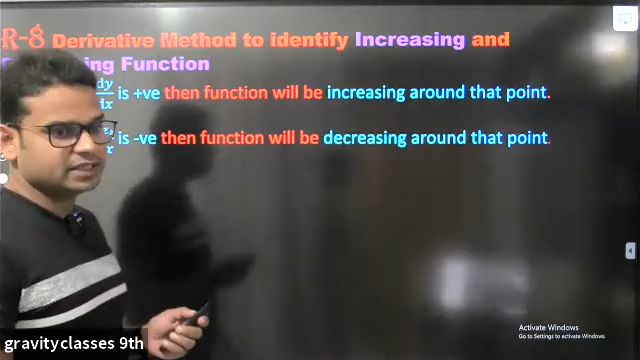 R-8 Derivative Method to identify Increasing and
ing Function
dy/dx is +ve then function will be increasing around that point.
is -ve then function will be decreasing around that point.
Activate Windows
Go to Settings to activate Windows.
gravityclasses 9th